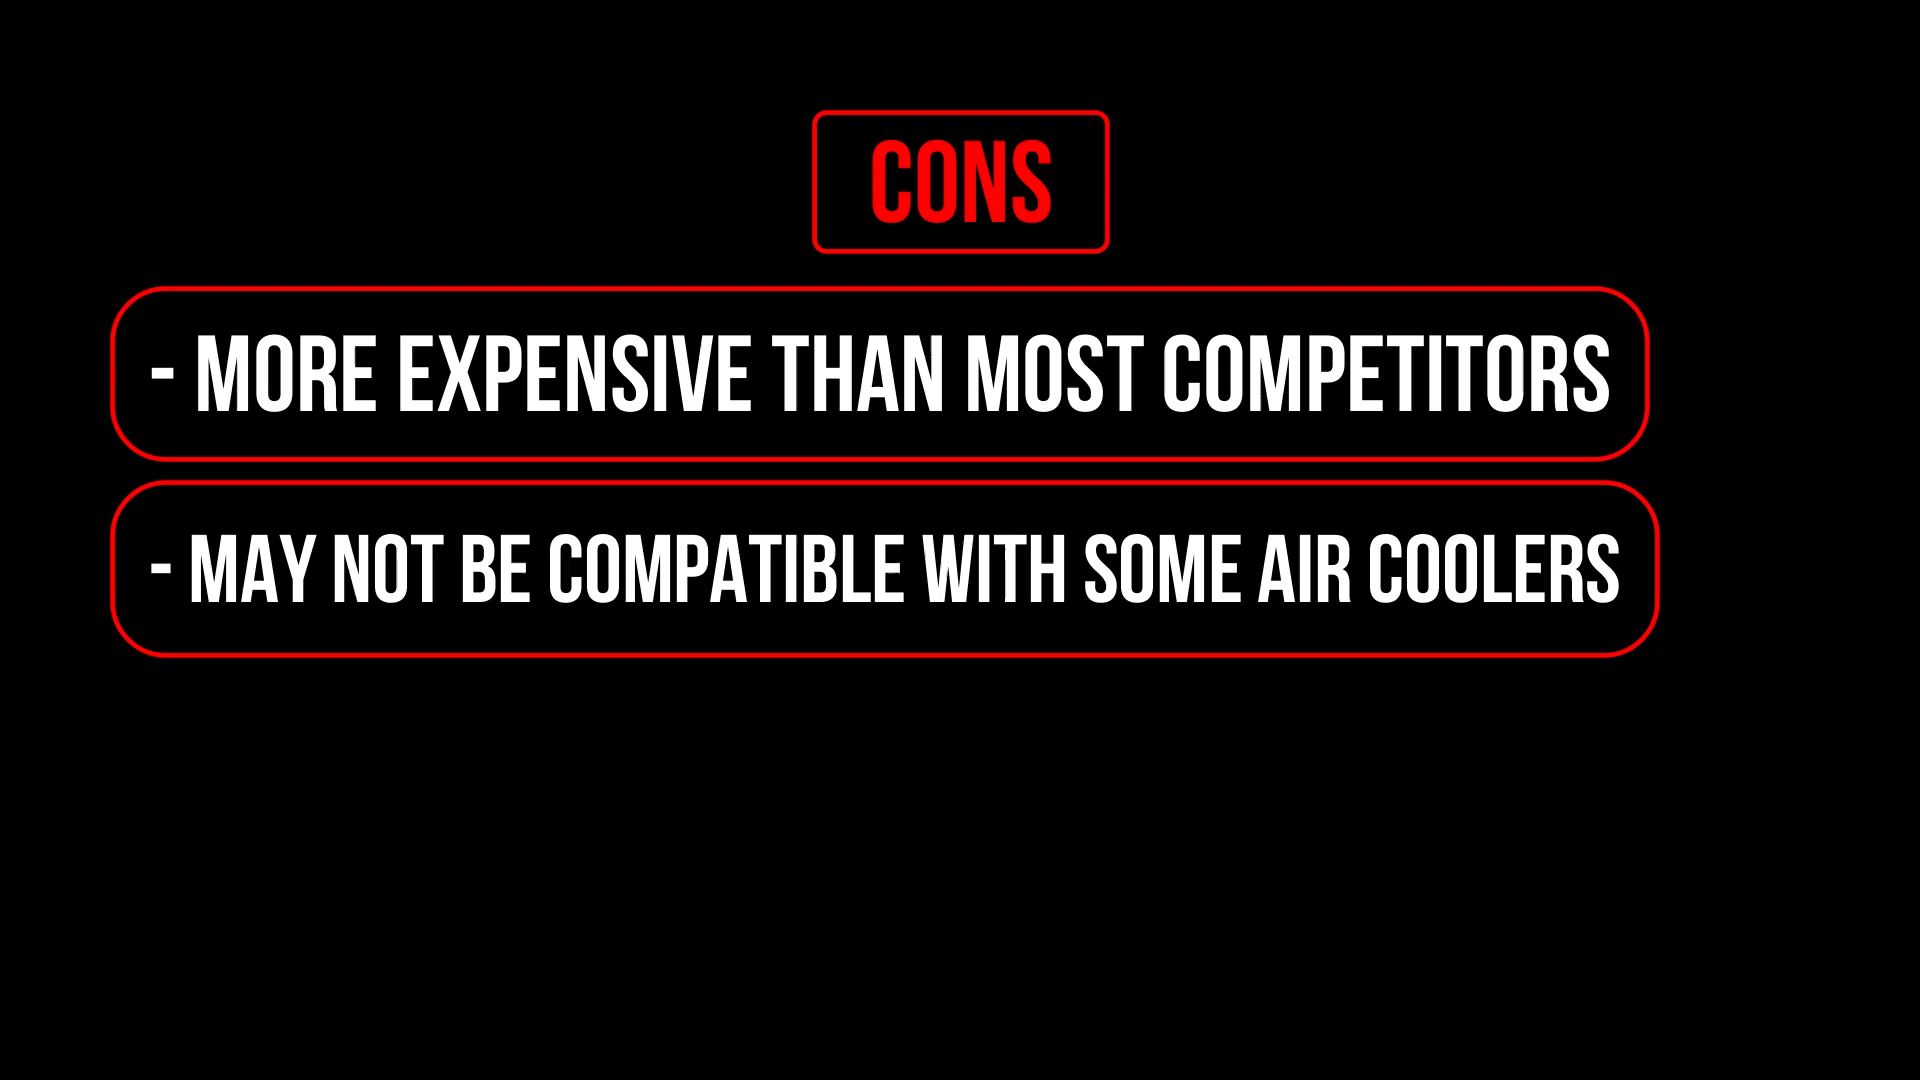 CONS
- MORE EXPENSIVE THAN MOST COMPETITORS
- MAY NOT BE COMPATIBLE WITH SOME AIR COOLERS